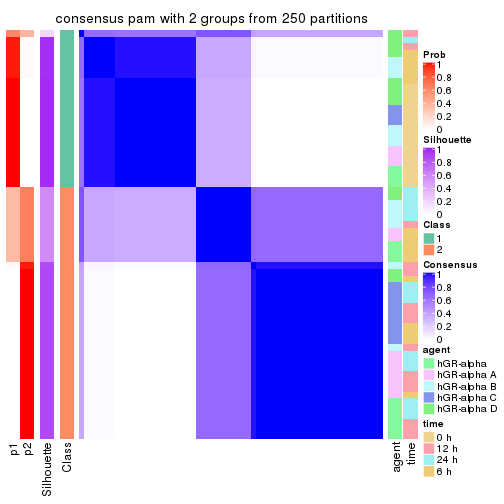 consensus pam with 2 groups from 250 partitions
Prob
1
0.8
0.6
0.4
0.2
0
Silhouette
1
0.8
0.6
0.4
0.2
0
Class
1
2
Consensus
1
0.8
0.6
0.4
0.2
0
agent
hGR-alpha
hGR-alpha A
hGR-alpha B
hGR-alpha C
hGR-alpha D
time
0 h
12 h
24 h
6 h
p1
p2
Silhouette
Class
agent
time